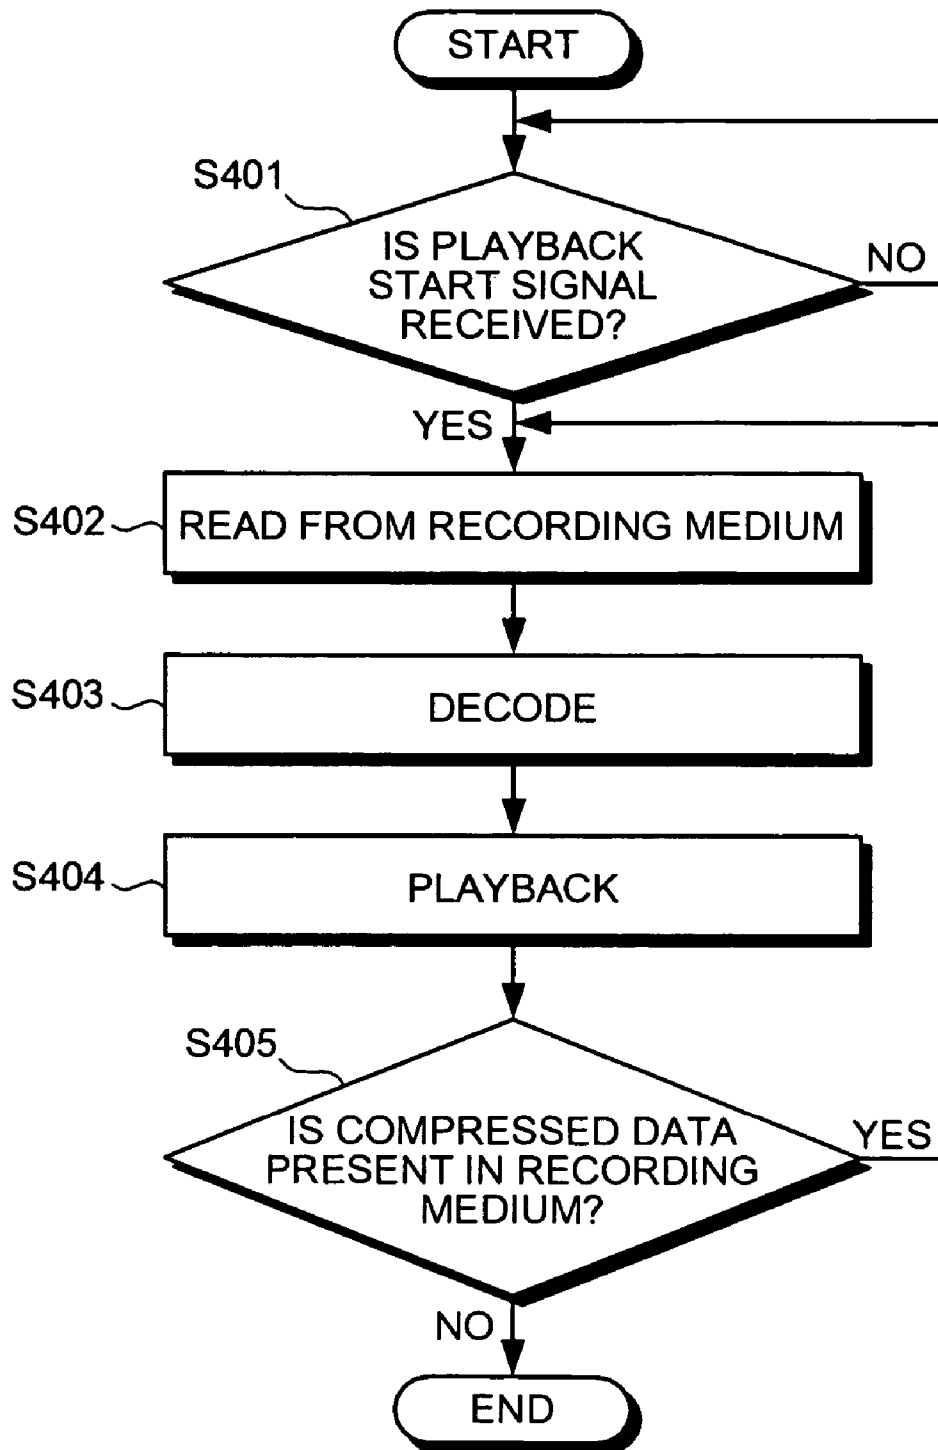 START
S401
IS PLAYBACK
START SIGNAL
RECEIVED?
NO
YES
S402
READ FROM RECORDING MEDIUM
S403
DECODE
S404
PLAYBACK
S405
IS COMPRESSED DATA
PRESENT IN RECORDING
MEDIUM?
YES
NO
END